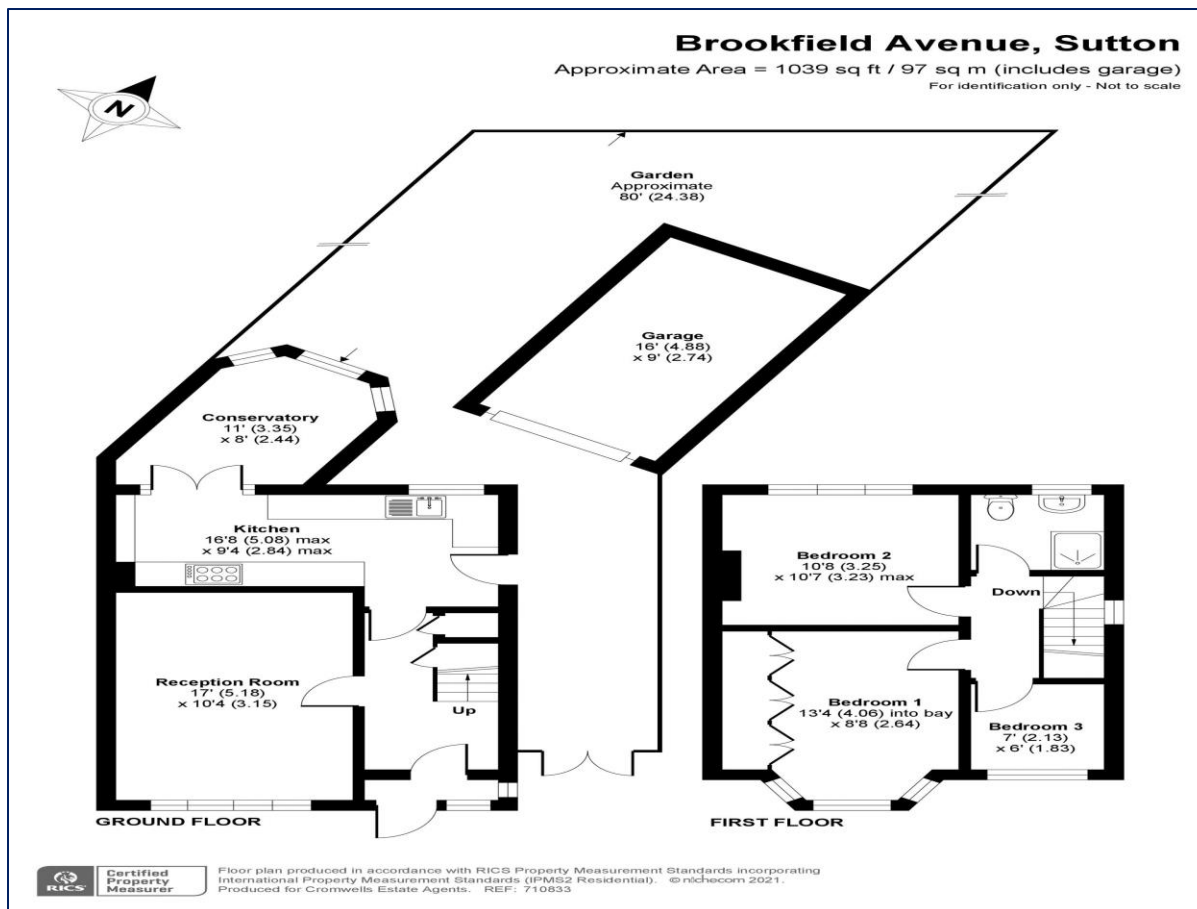 Brookfield Avenue, Sutton
Approximate Area = 1039 sq ft / 97 sq m (includes garage)
For identification only - Not to scale
N
Garden
Approximate
80' (24.38)
Garage
16' (4.88)
x 9' (2.74)
Conservatory
11' (3.35)
x 8' (2.44)
Kitchen
16'8 (5.08) max
x 9'4 (2.84) max
Reception Room
17' (5.18)
x 10'4 (3.15)
Up
GROUND FLOOR
Bedroom 2
10'8 (3.25)
x 10'7 (3.23) max
Down
Bedroom 1
13'4 (4.06) into bay
x 8'8 (2.64)
Bedroom 3
7' (2.13)
x 6' (1.83)
FIRST FLOOR
RICS
Certified
Property
Measurer
Floor plan produced in accordance with RICS Property Measurement Standards incorporating
International Property Measurement Standards (IPMS2 Residential). © nichecom 2021.
Produced for Cromwells Estate Agents. REF: 710833